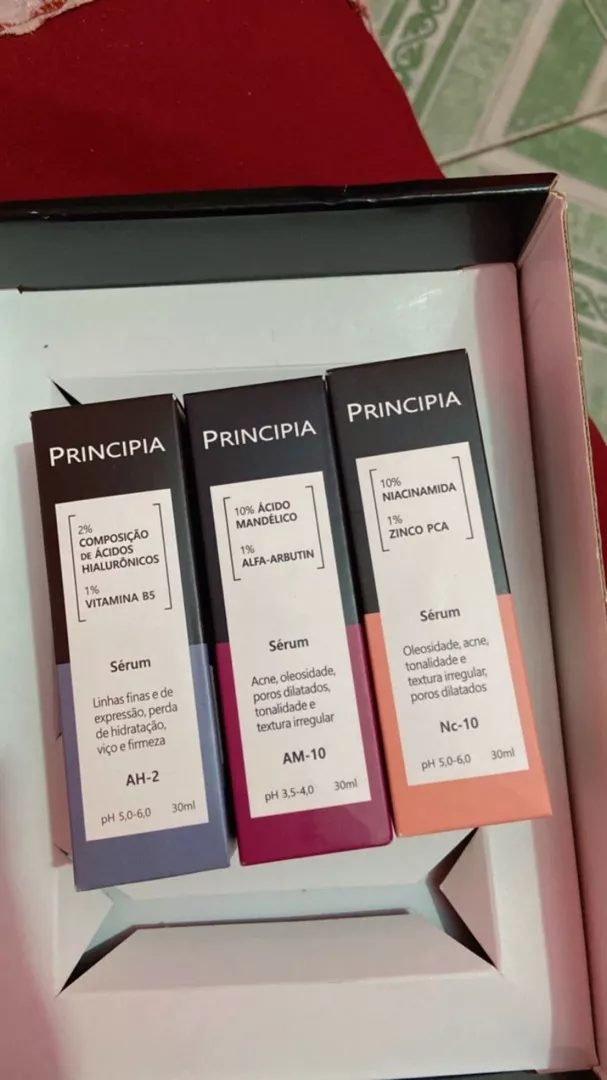 PRINCIPIA
2%
COMPOSIÇÃO
DE ÁCIDOS
HIALURÔNICOS
1%
VITAMINA B5
Sérum
Linhas finas e de
expressão, perda
de hidratação,
viço e firmeza
AH-2
pH 5,0-6,0 30ml
PRINCIPIA
10% ÁCIDO
MANDÉLICO
1%
ALFA-ARBUTIN
Sérum
Acne, oleosidade,
poros dilatados,
tonalidade e
textura irregular
AM-10
pH 3,5-4,0 30ml
PRINCIPIA
10%
NIACINAMIDA
1%
ZINCO PCA
Sérum
Oleosidade, acne,
tonalidade e
textura irregular,
poros dilatados
Nc-10
pH 5,0-6,0 30ml